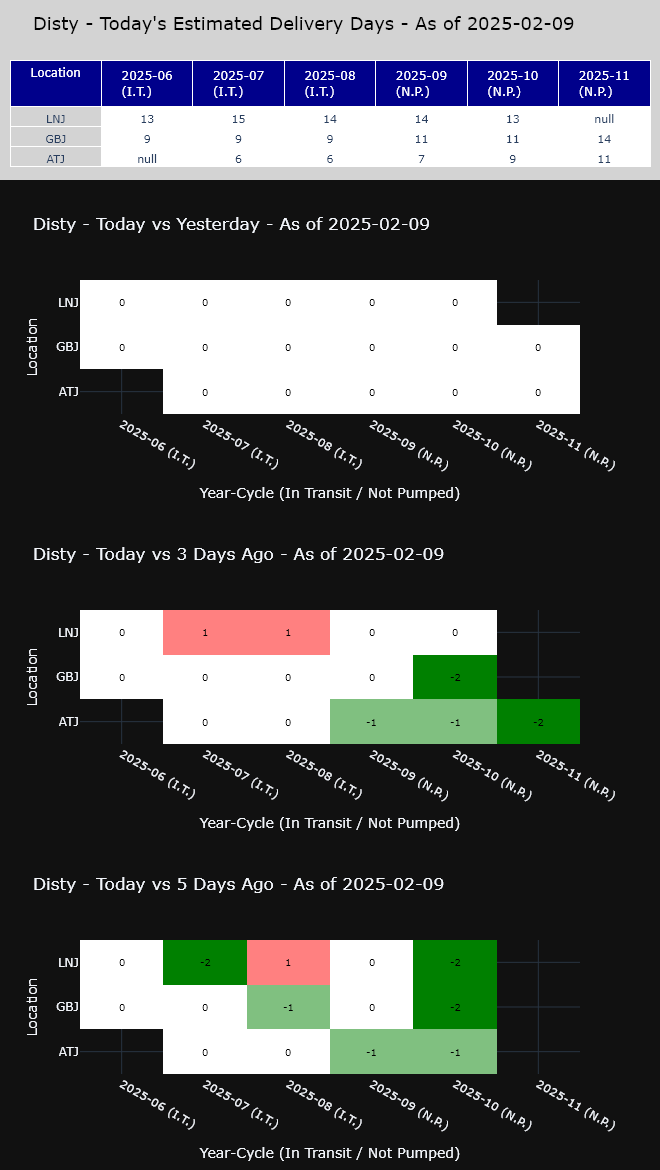 Disty - Today's Estimated Delivery Days - As of 2025-02-09
Location 2025-06 (I.T.) 2025-07 (I.T.) 2025-08 (I.T.) 2025-09 (N.P.) 2025-10 (N.P.) 2025-11 (N.P.)
LNJ 13 15 14 14 13 null
GBJ 9 9 9 11 11 14
ATJ null 6 6 7 9 11
Disty - Today vs Yesterday - As of 2025-02-09
Location
LNJ 0 0 0 0 0
GBJ 0 0 0 0 0 0
ATJ 0 0 0 0 0
2025-06 (I.T.) 2025-07 (I.T.) 2025-08 (I.T.) 2025-09 (N.P.) 2025-10 (N.P.) 2025-11 (N.P.)
Year-Cycle (In Transit / Not Pumped)
Disty - Today vs 3 Days Ago - As of 2025-02-09
Location
LNJ 0 1 1 0 0
GBJ 0 0 0 0 -2
ATJ 0 0 -1 -1 -2
2025-06 (I.T.) 2025-07 (I.T.) 2025-08 (I.T.) 2025-09 (N.P.) 2025-10 (N.P.) 2025-11 (N.P.)
Year-Cycle (In Transit / Not Pumped)
Disty - Today vs 5 Days Ago - As of 2025-02-09
Location
LNJ 0 -2 1 0 -2
GBJ 0 0 -1 0 -2
ATJ 0 0 -1 -1
2025-06 (I.T.) 2025-07 (I.T.) 2025-08 (I.T.) 2025-09 (N.P.) 2025-10 (N.P.) 2025-11 (N.P.)
Year-Cycle (In Transit / Not Pumped)